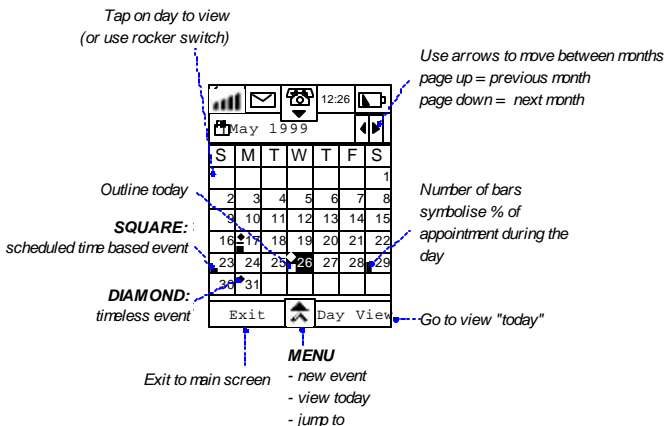 Tap on day to view
(or use rocker switch)
Use arrows to move between months
page up = previous month
page down = next month
12:26
May 1999
S M T W T F S
1
2 3 4 5 6 7 8
9 10 11 12 13 14 15
16 17 18 19 20 21 22
23 24 25 26 27 28 29
30 31
Outline today
SQUARE:
scheduled time based event
DIAMOND:
timeless event
Number of bars
symbolise % of
appointment during the
day
Exit
Day View
Go to view "today"
Exit to main screen
MENU
- new event
- view today
- jump to